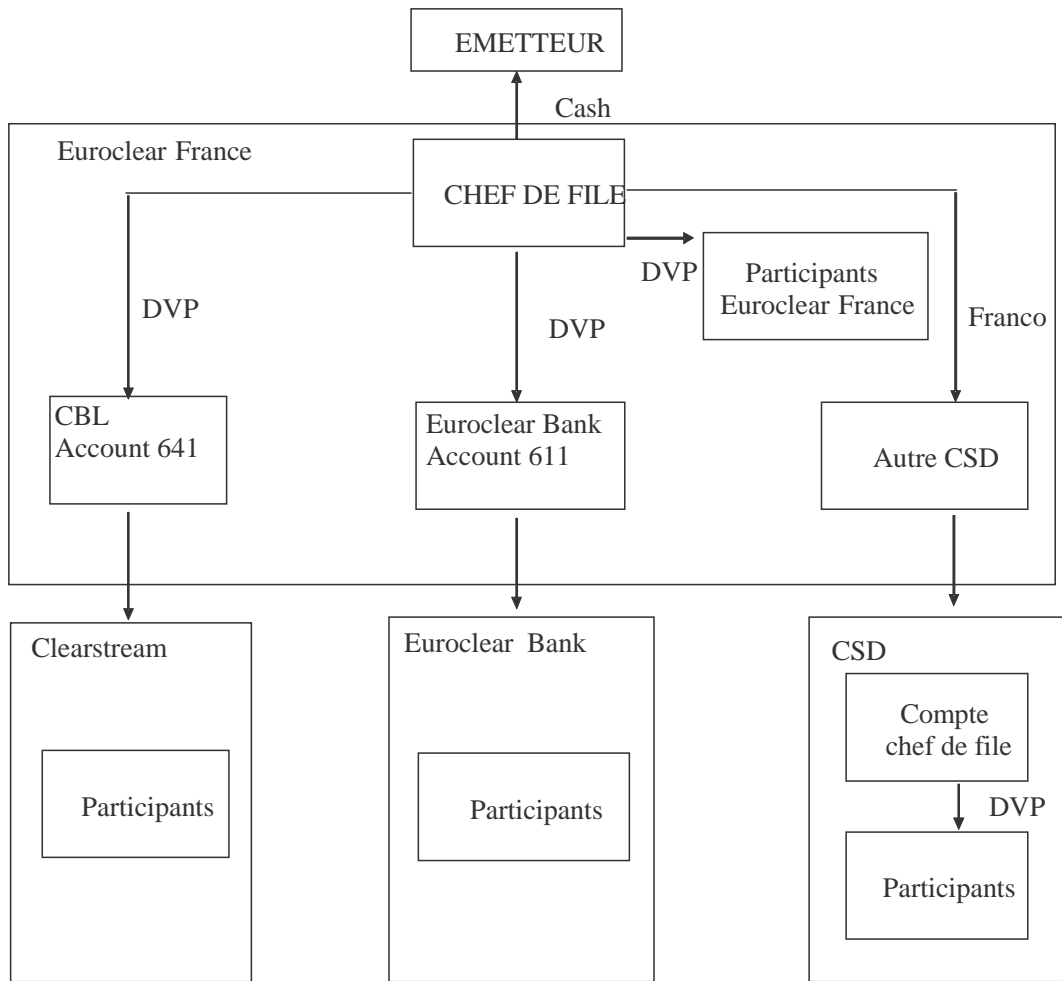 EMETTEUR
Cash
Euroclear France
CHEF DE FILE
DVP
Participants
Euroclear France
DVP
DVP
Franco
CBL
Account 641
Euroclear Bank
Account 611
Autre CSD
Clearstream
Euroclear Bank
CSD
Compte
chef de file
DVP
Participants
Participants
Participants